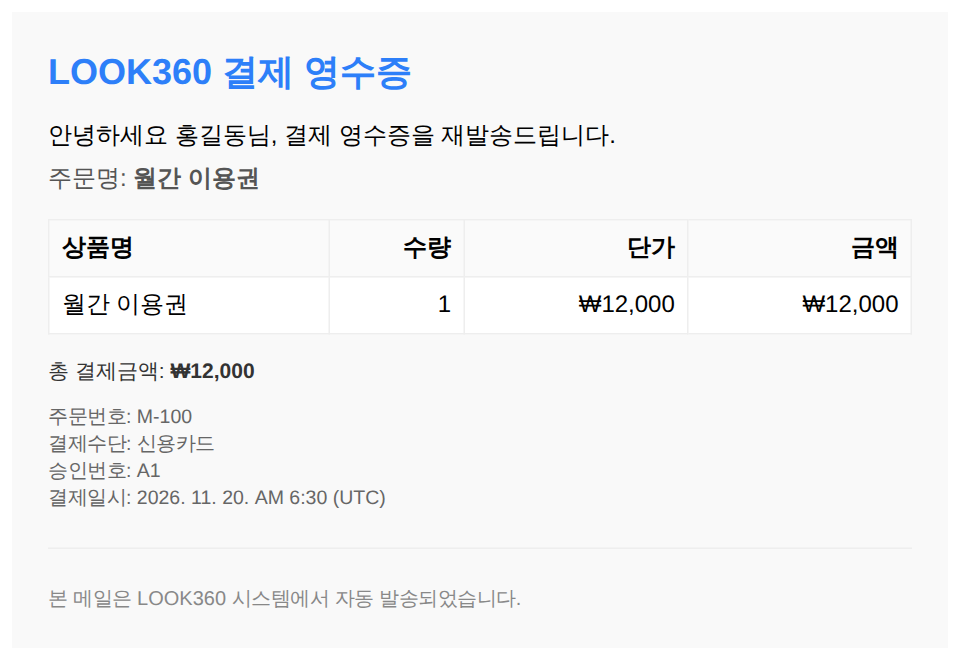 LOOK360 결제 영수증
안녕하세요 홍길동님, 결제 영수증을 재발송드립니다.
주문명: 월간 이용권
상품명 수량 단가 금액
월간 이용권 1 ₩12,000 ₩12,000
총 결제금액: ₩12,000
주문번호: M-100
결제수단: 신용카드
승인번호: A1
결제일시: 2026. 11. 20. AM 6:30 (UTC)
본 메일은 LOOK360 시스템에서 자동 발송되었습니다.